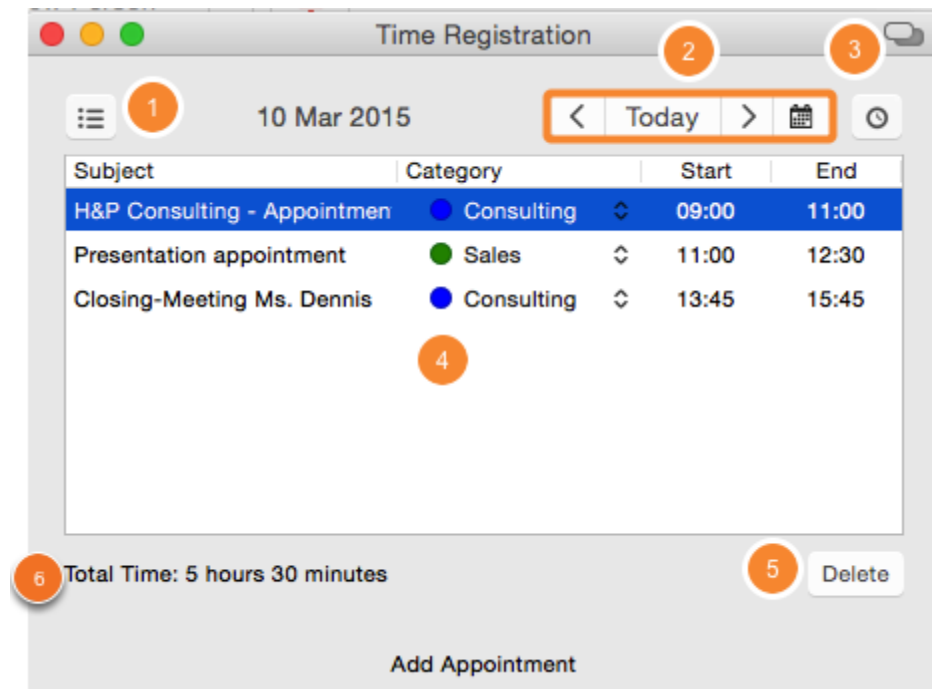 Time Registration
2
3
1
10 Mar 2015
Today
Subject Category Start End
H&P Consulting - Appointmen Consulting 09:00 11:00
Presentation appointment Sales 11:00 12:30
Closing-Meeting Ms. Dennis Consulting 13:45 15:45
4
6 Total Time: 5 hours 30 minutes
5 Delete
Add Appointment